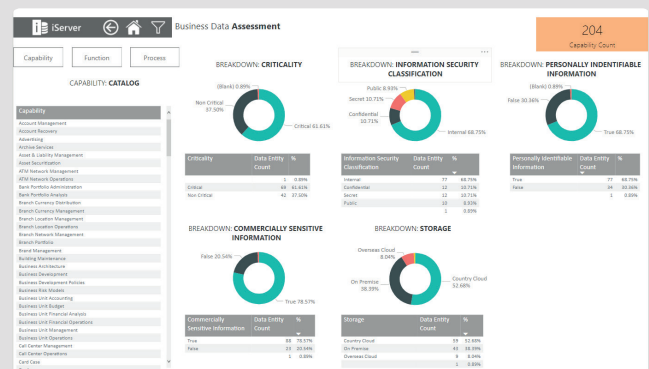 iServer
Business Data Assessment
204
Capability Count
Capability
Function
Process
CAPABILITY: CATALOG
Capability
Account Management
Account Recovery
Advertising
Archive Services
Asset & Liability Management
Asset Securitization
ATM Network Management
ATM Network Operations
Bank Portfolio Administration
Bank Portfolio Analysis
Branch Currency Distribution
Branch Currency Management
Branch Location Management
Branch Location Operations
Branch Network Management
Branch Portfolio
Brand Management
Building Maintenance
Business Architecture
Business Development
Business Development Policies
Business Risk Models
Business Unit Accounting
Business Unit Budget
Business Unit Financial Analysis
Business Unit Financial Operations
Business Unit Management
Business Unit Operations
Call Center Management
Call Center Operations
Card Case
BREAKDOWN: CRITICALITY
(Blank) 0.89%
Non Critical
37.50%
Critical 61.61%
Criticality Data Entity %
Count
1 0.89%
Critical 69 61.61%
Non Critical 42 37.50%
BREAKDOWN: INFORMATION SECURITY
CLASSIFICATION
Public 8.93%
Secret 10.71%
Confidential
10.71%
Internal 68.75%
Information Security Data Entity %
Classification Count
Internal 77 68.75%
Confidential 12 10.71%
Secret 12 10.71%
Public 10 8.93%
1 0.89%
BREAKDOWN: PERSONALLY INDENTIFIABLE
INFORMATION
(Blank) 0.89%
False 30.36%
True 68.75%
Personally Identifiable Data Entity %
Information Count
True 77 68.75%
False 34 30.36%
1 0.89%
BREAKDOWN: COMMERCIALLY SENSITIVE
INFORMATION
False 20.54%
True 78.57%
Commercially Data Entity %
Sensitive Information Count
True 88 78.57%
False 23 20.54%
1 0.89%
BREAKDOWN: STORAGE
Overseas Cloud
8.04%
On Premise
38.39%
Country Cloud
52.68%
Storage Data Entity %
Count
Country Cloud 59 52.68%
On Premise 43 38.39%
Overseas Cloud 9 8.04%
1 0.89%